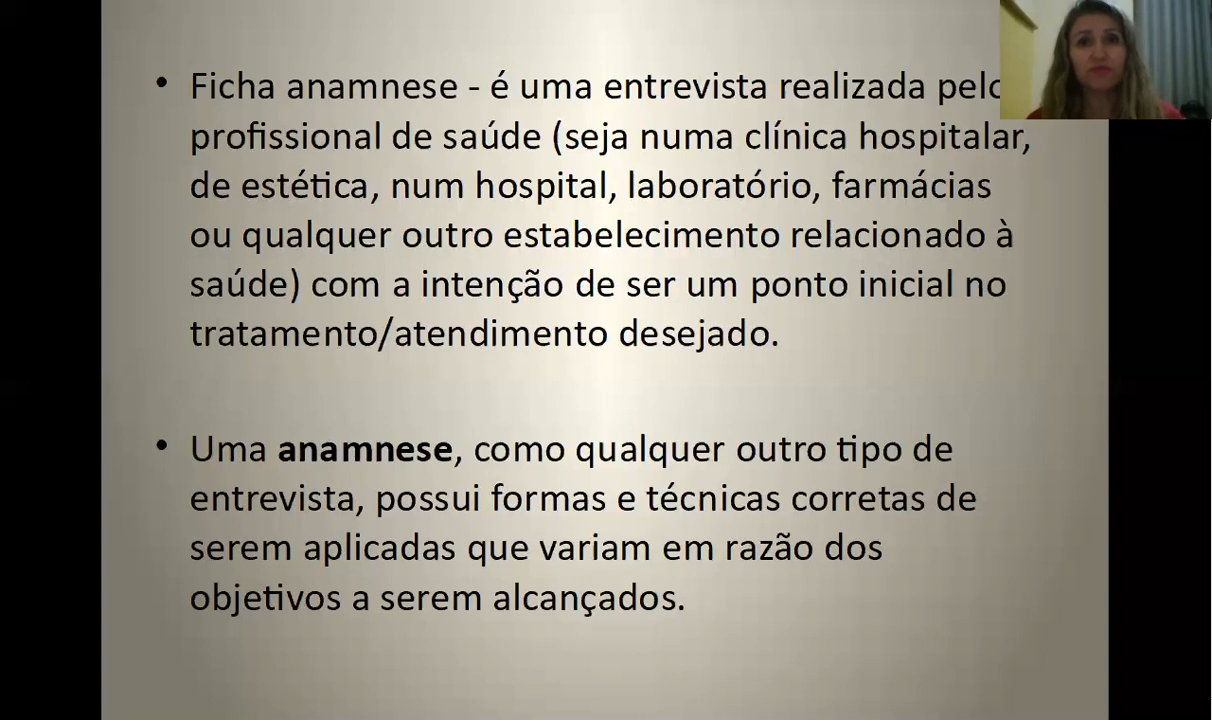 • Ficha anamnese - é uma entrevista realizada pelo
profissional de saúde (seja numa clínica hospitalar,
de estética, num hospital, laboratório, farmácias
ou qualquer outro estabelecimento relacionado à
saúde) com a intenção de ser um ponto inicial no
tratamento/atendimento desejado.
• Uma anamnese, como qualquer outro tipo de
entrevista, possui formas e técnicas corretas de
serem aplicadas que variam em razão dos
objetivos a serem alcançados.